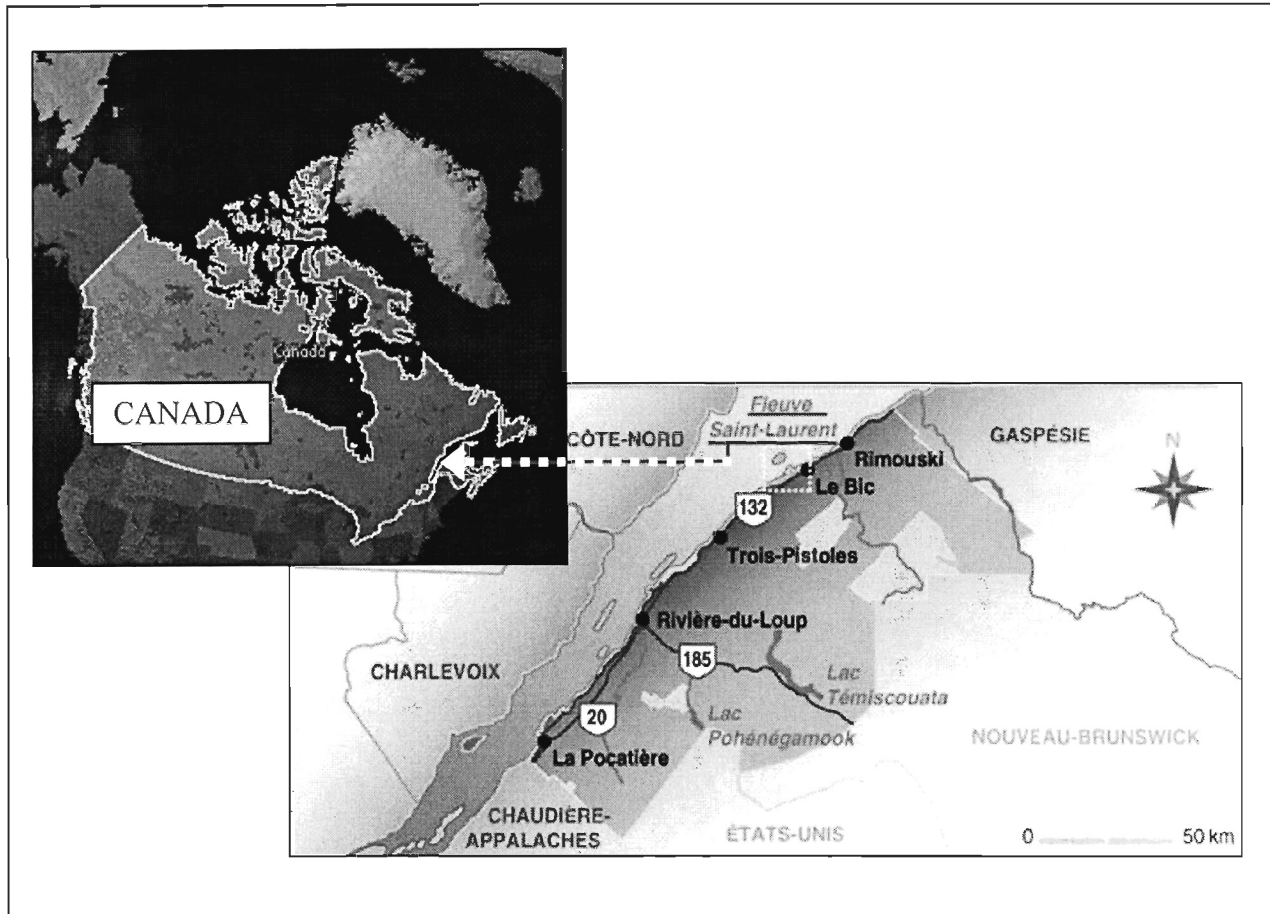 Canada
CANADA
CÔTE-NORD
Fleuve
Saint-Laurent
GASPÉSIE
Rimouski
Le Bic
N
132
Trois-Pistoles
Rivière-du-Loup
185
CHARLEVOIX
Lac
Témiscouata
20
Lac
Pohénégamook
La Pocatière
NOUVEAU-BRUNSWICK
CHAUDIÈRE-
APPALACHES
ÉTATS-UNIS
0 50 km